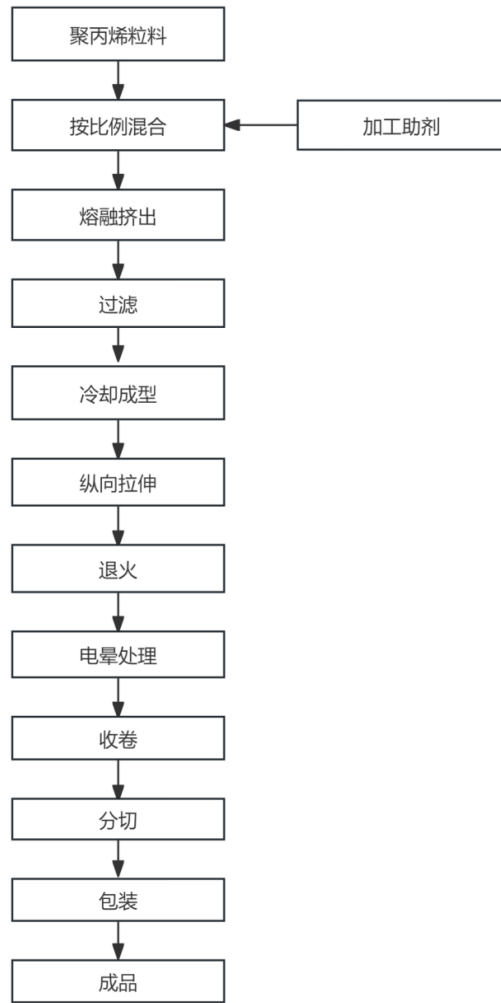 聚丙烯粒料
按比例混合
加工助剂
熔融挤出
过滤
冷却成型
纵向拉伸
退火
电晕处理
收卷
分切
包装
成品